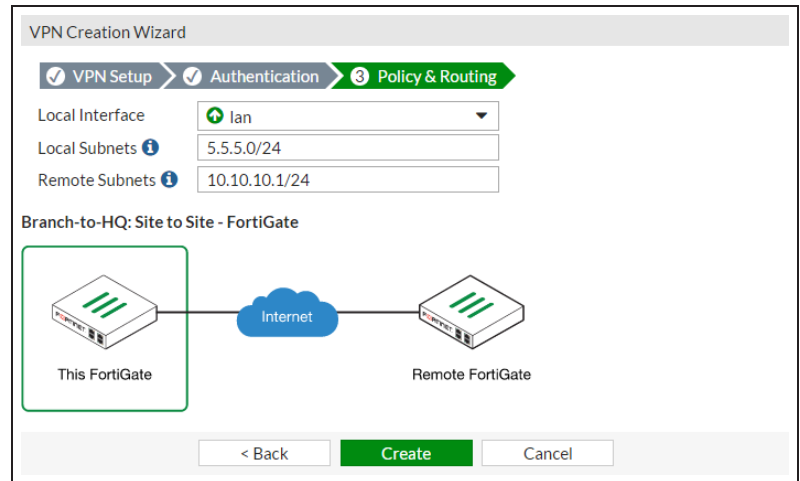 VPN Creation Wizard
VPN Setup Authentication 3 Policy & Routing
Local Interface lan
Local Subnets 5.5.5.0/24
Remote Subnets 10.10.10.1/24
Branch-to-HQ: Site to Site - FortiGate
Internet
FORTINET FORTINET
This FortiGate Remote FortiGate
< Back Create Cancel